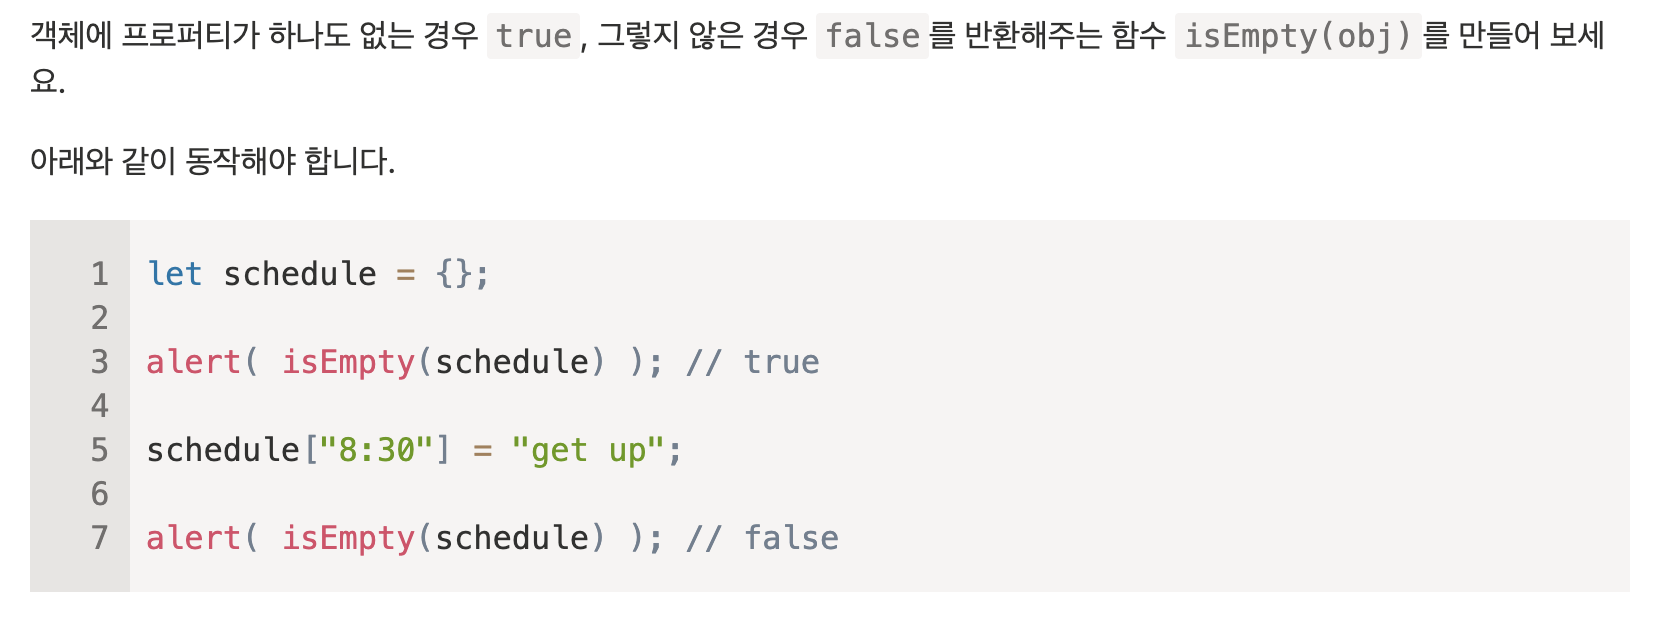 객체에 프로퍼티가 하나도 없는 경우 true, 그렇지 않은 경우 false를 반환해주는 함수 isEmpty(obj)를 만들어 보세
요.
아래와 같이 동작해야 합니다.
1 let schedule = {};
2
3 alert( isEmpty(schedule) ); // true
4
5 schedule["8:30"] = "get up";
6
7 alert( isEmpty(schedule) ); // false